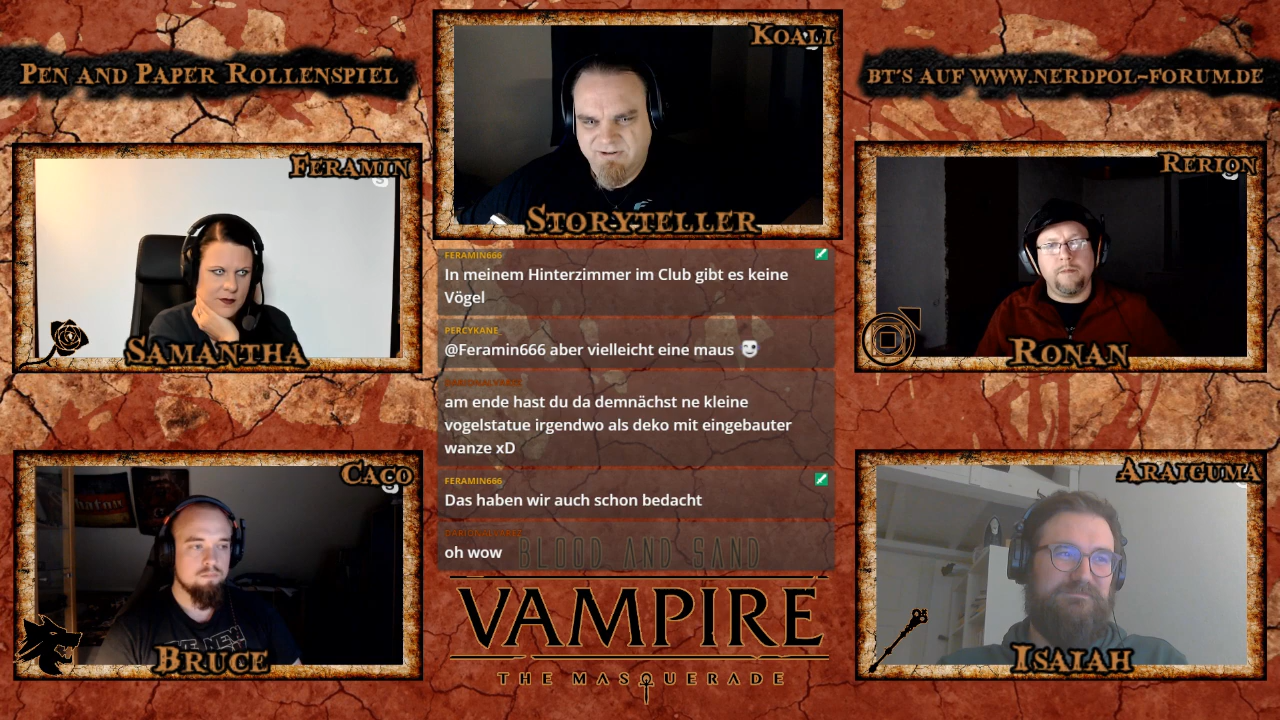 Koali
Pen and Paper Rollenspiel
bt's auf www.nerdpol-forum.de
Storyteller
Feramin
Samantha
Rerion
Ronan
FERAMIN666
In meinem Hinterzimmer im Club gibt es keine
Vögel
PERCYKANE
@Feramin666 aber vielleicht eine maus
am ende hast du da demnächst ne kleine
vogelstatue irgendwo als deko mit eingebauter
wanze xD
FERAMIN666
Das haben wir auch schon bedacht
oh wow
BLOOD AND SAND
VAMPIRE
THE MASQUERADE
Caco
Bruce
Araiguma
Isaiah